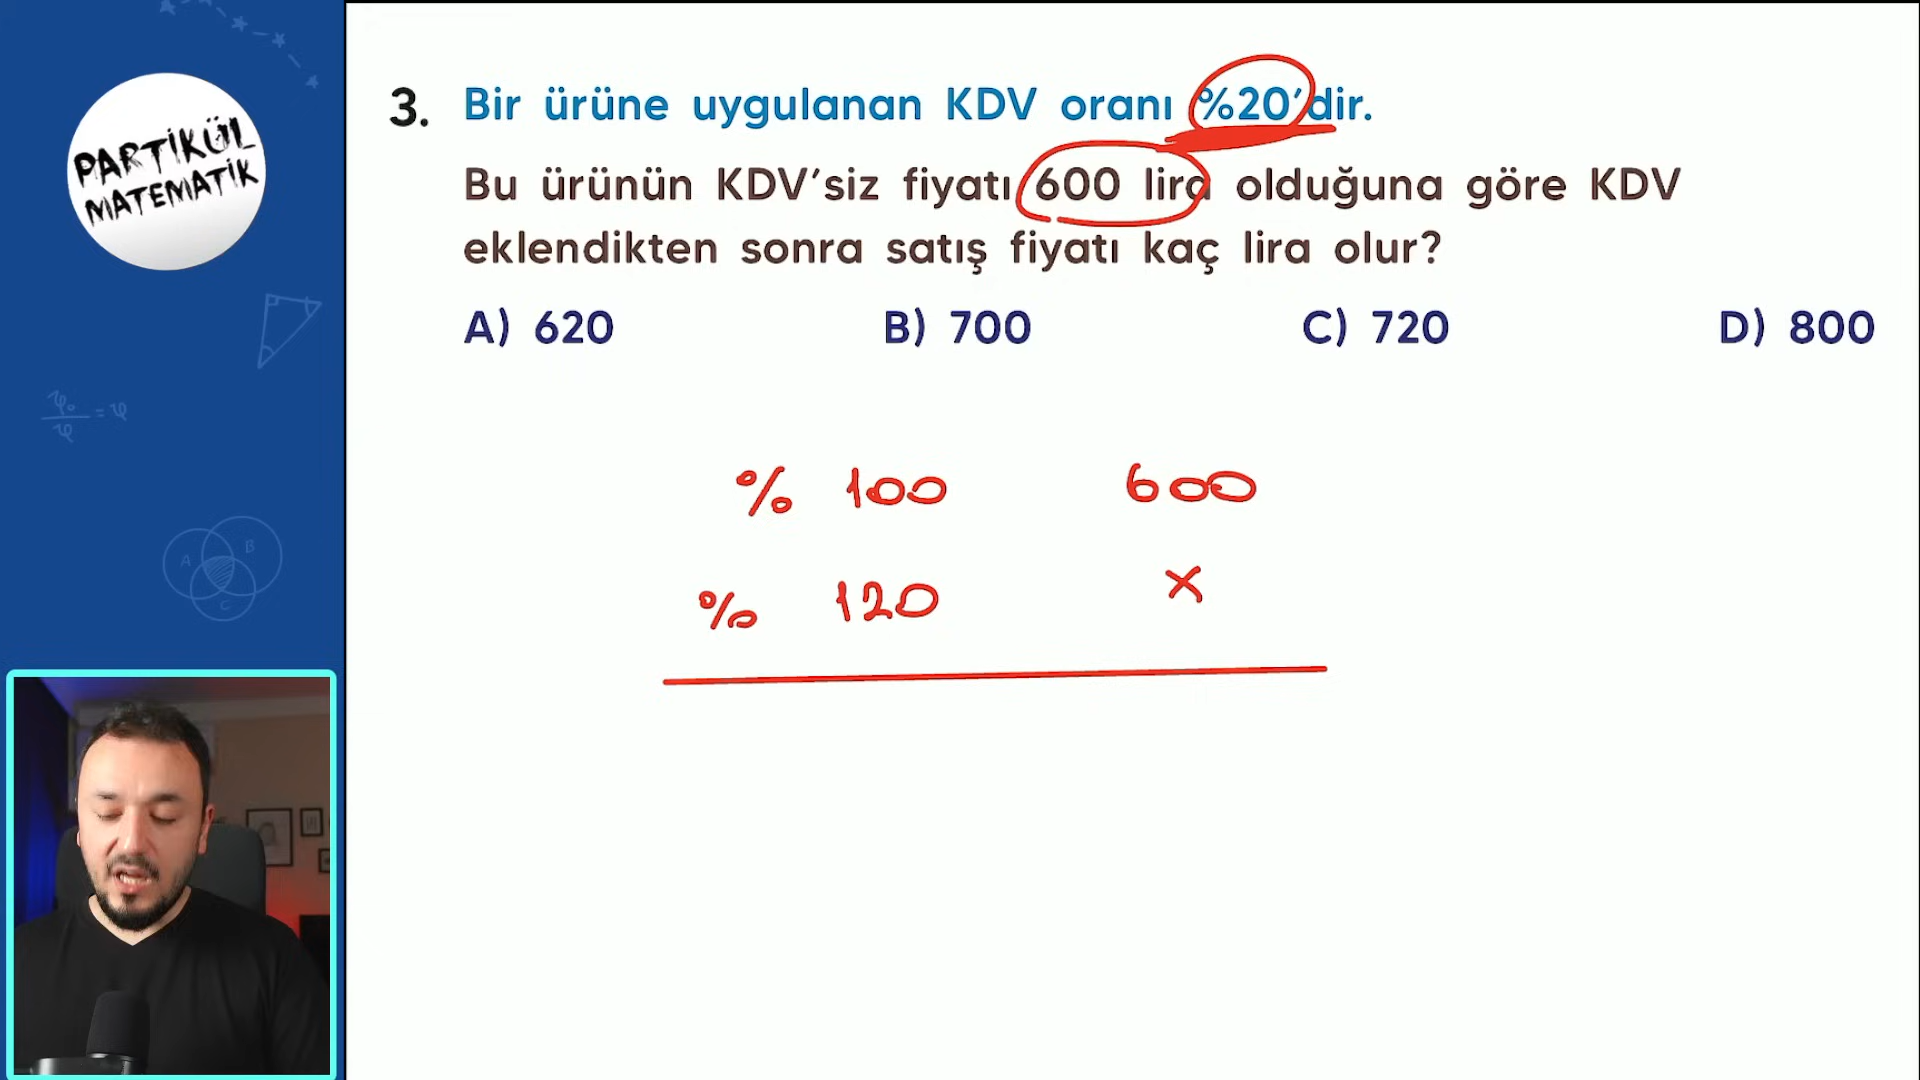 PARTİKÜL
MATEMATİK
3. Bir ürüne uygulanan KDV oranı %20'dir.
Bu ürünün KDV'siz fiyatı 600 lira olduğuna göre KDV
eklendikten sonra satış fiyatı kaç lira olur?
A) 620 B) 700 C) 720 D) 800
% 100 600
% 120 x
A B
C